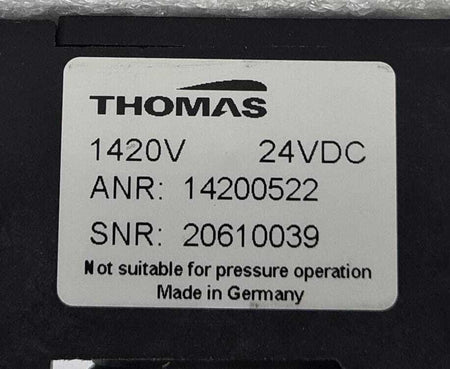 THOMAS
1420V 24VDC
ANR: 14200522
SNR: 20610039
Not suitable for pressure operation
Made in Germany